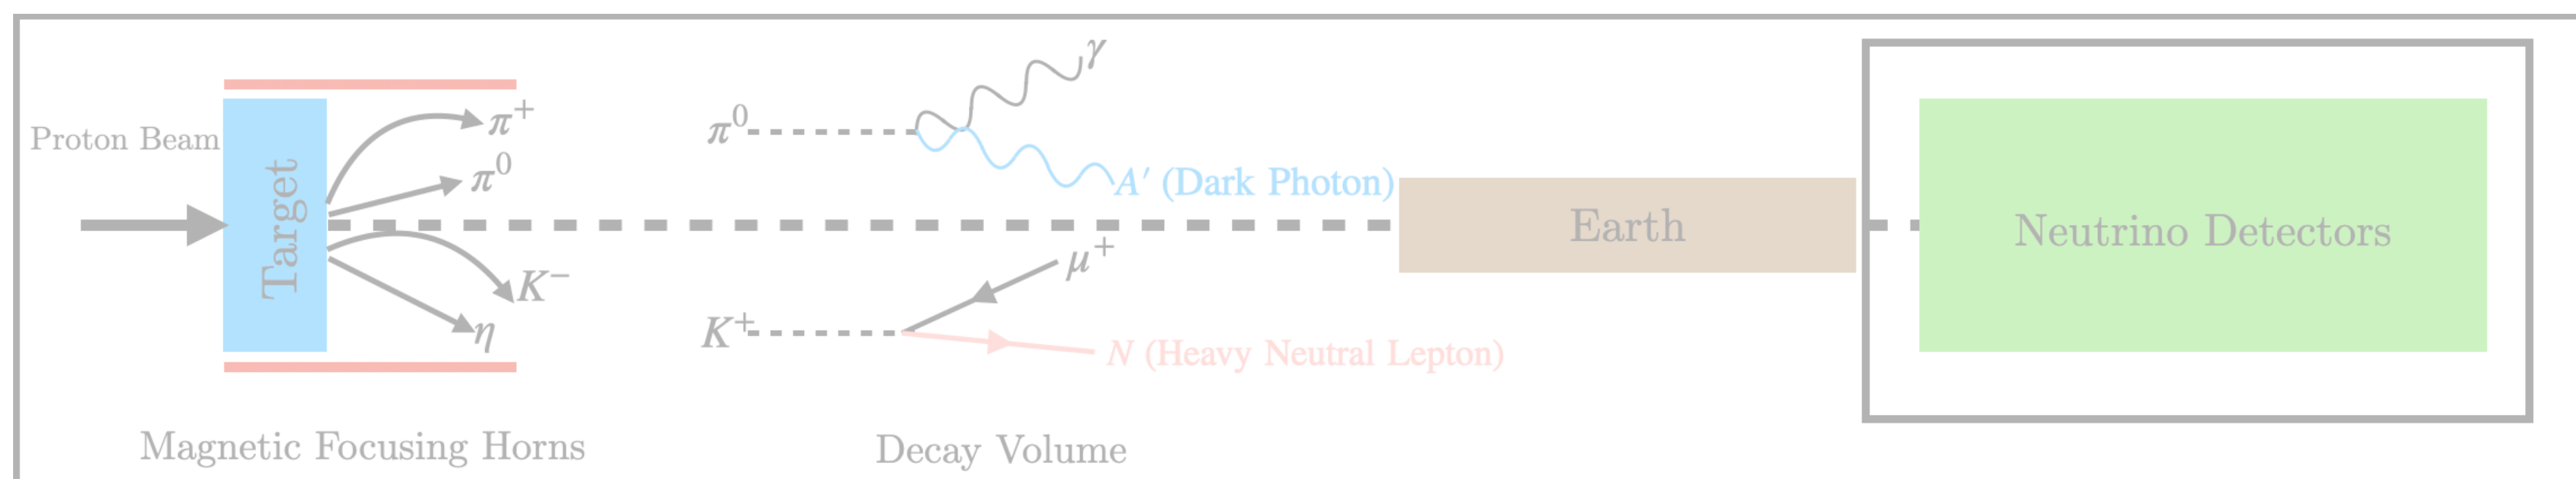 Proton Beam
Target
π⁺
π⁰
K⁻
η
Magnetic Focusing Horns
π⁰
γ
A′ (Dark Photon)
μ⁺
K⁺
N (Heavy Neutral Lepton)
Decay Volume
Earth
Neutrino Detectors